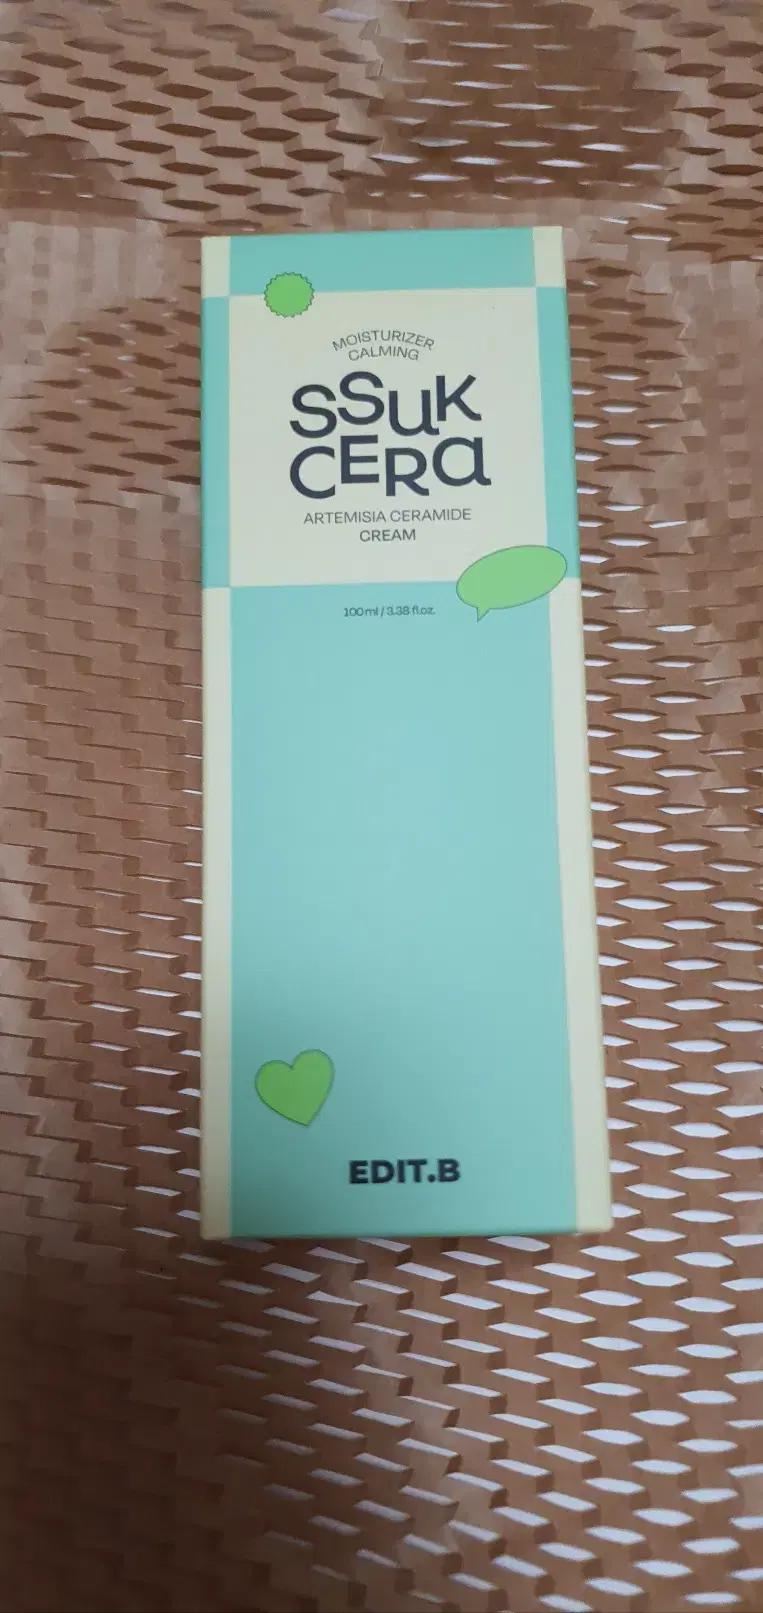 MOISTURIZER
CALMING
SSUK
CERA
ARTEMISIA CERAMIDE
CREAM
100ml / 3.38 fl.oz.
EDIT.B